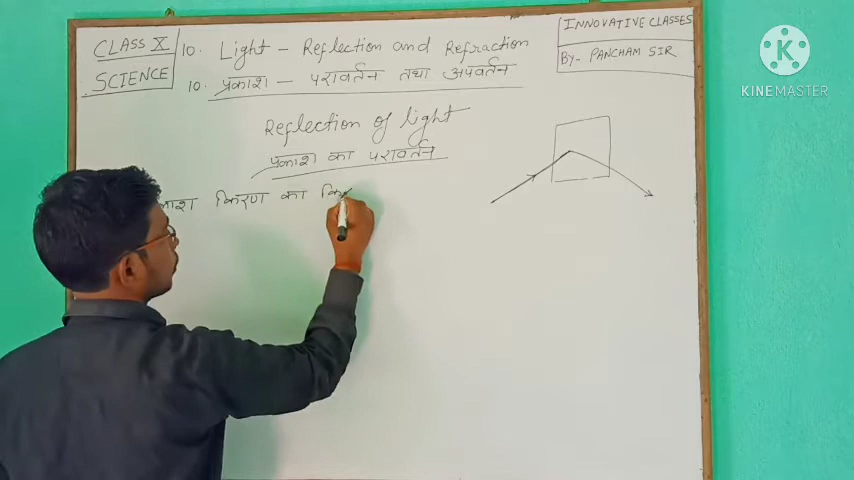 CLASS X
SCIENCE
10. Light – Reflection and Refraction
10. प्रकाश – परावर्तन तथा अपवर्तन
INNOVATIVE CLASSES
BY- PANCHAM SIR
KINEMASTER
Reflection of light
प्रकाश का परावर्तन
किरण का